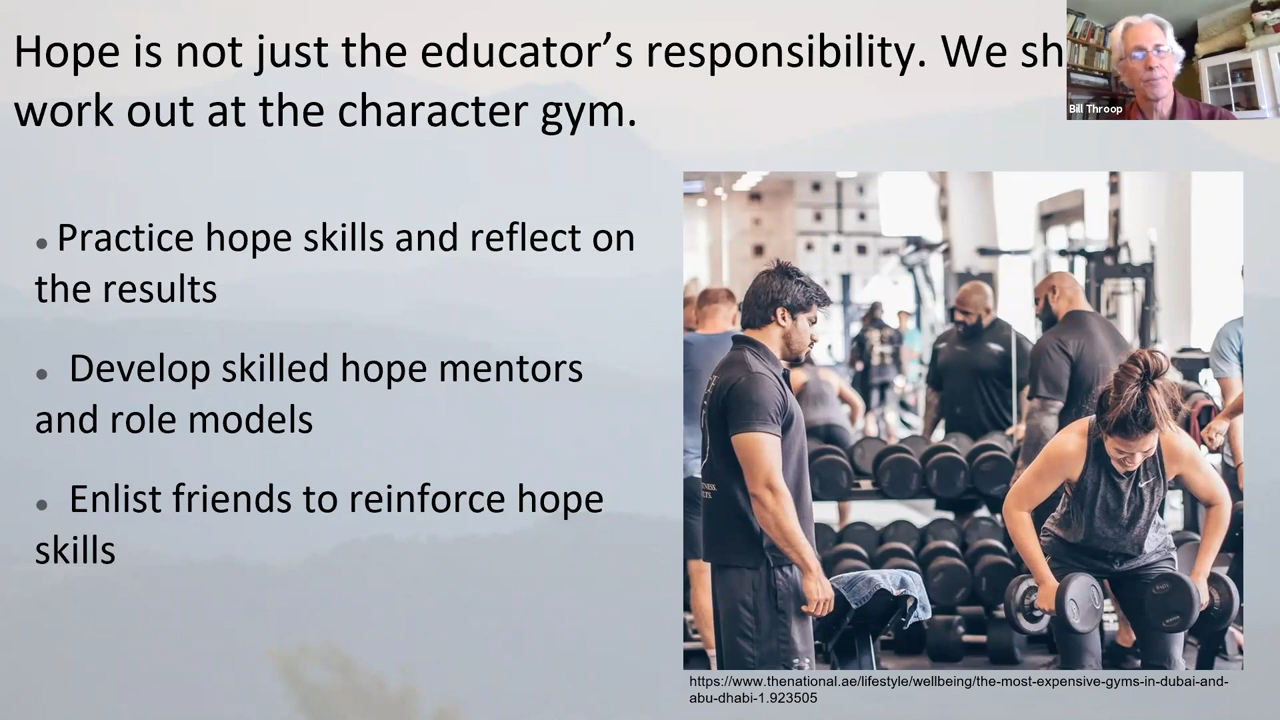 Hope is not just the educator’s responsibility. We sh
work out at the character gym.
Bill Throop
• Practice hope skills and reflect on
the results
• Develop skilled hope mentors
and role models
• Enlist friends to reinforce hope
skills
https://www.thenational.ae/lifestyle/wellbeing/the-most-expensive-gyms-in-dubai-and-
abu-dhabi-1.923505